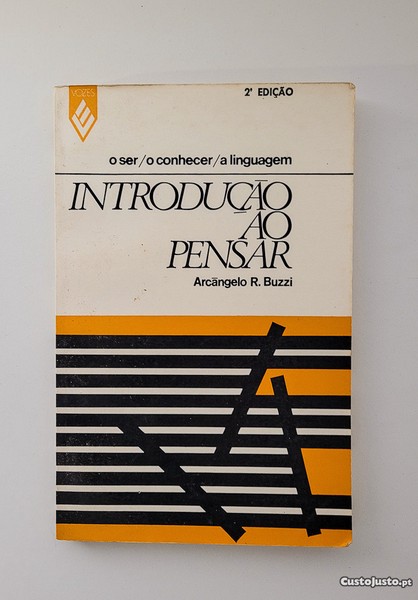 VOZES
2ª EDIÇÃO
o ser/o conhecer/a linguagem
INTRODUÇÃO
AO
PENSAR
Arcângelo R. Buzzi
CustoJusto.pt